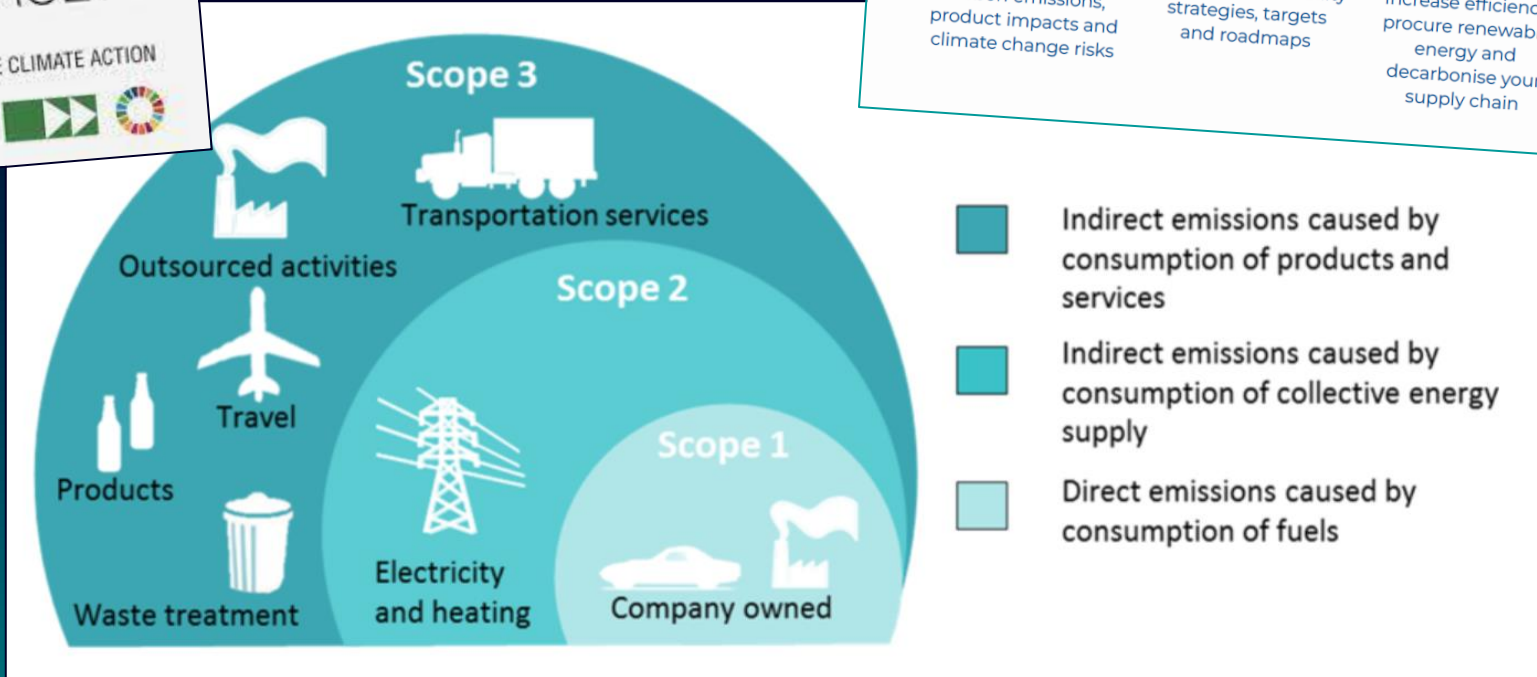 CLIMATE ACTION
product impacts and
climate change risks
strategies, targets
and roadmaps
increase efficiency
procure renewab
energy and
decarbonise your
supply chain
Scope 3
Transportation services
Outsourced activities
Travel
Products
Waste treatment
Scope 2
Electricity
and heating
Scope 1
Company owned
Indirect emissions caused by
consumption of products and
services
Indirect emissions caused by
consumption of collective energy
supply
Direct emissions caused by
consumption of fuels